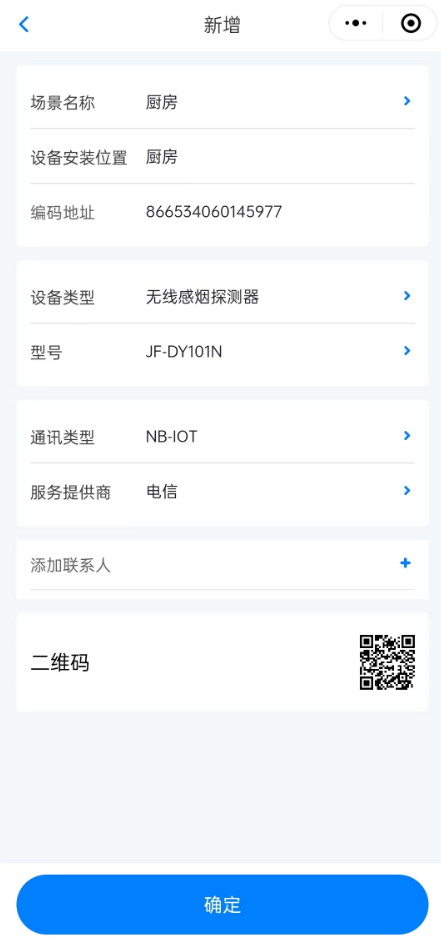 新增
场景名称 厨房
设备安装位置 厨房
编码地址 866534060145977
设备类型 无线感烟探测器
型号 JF-DY101N
通讯类型 NB-IOT
服务提供商 电信
添加联系人
二维码
确定